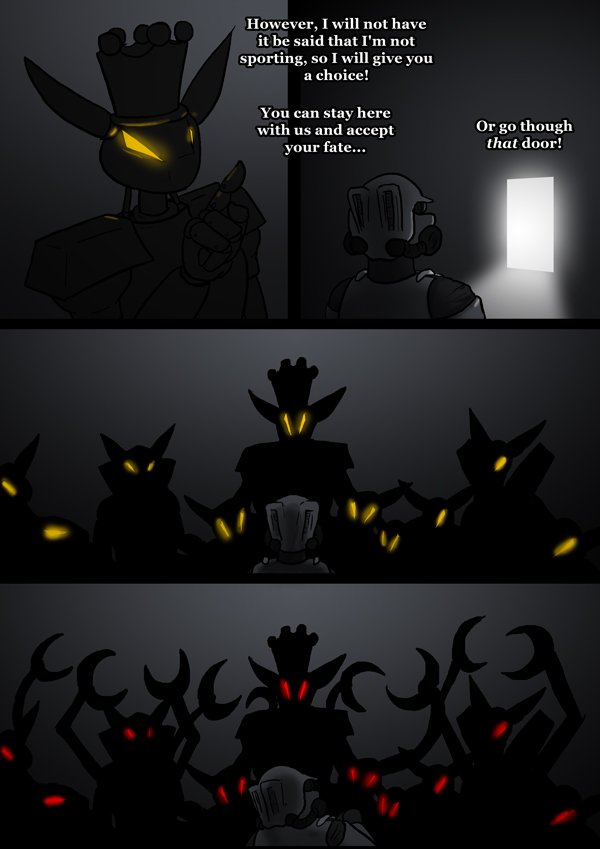 However, I will not have
it be said that I'm not
sporting, so I will give you
a choice!
You can stay here
with us and accept
your fate...
Or go though
that door!